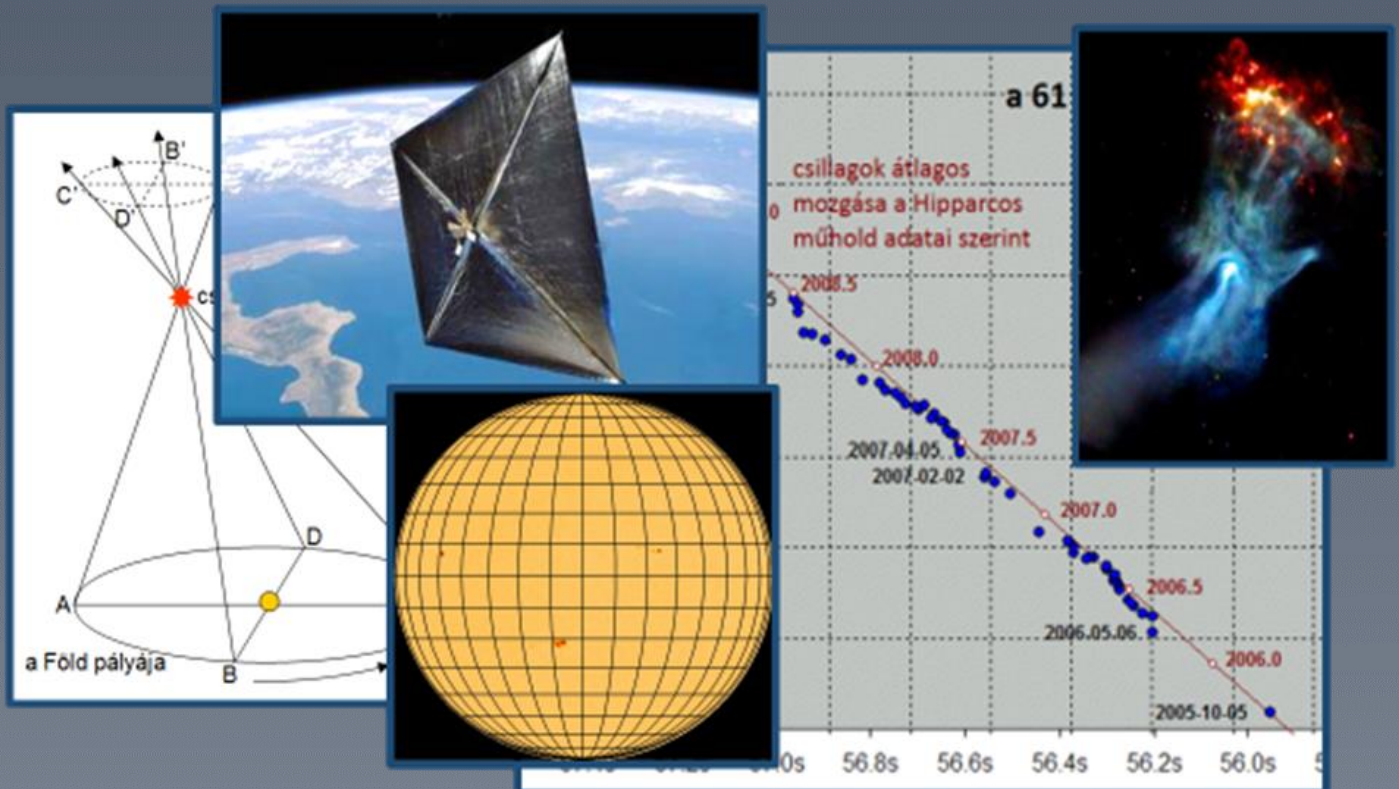 B'
C'
D'
D
A
B
a Föld pályája
a 61
csillagok átlagos
mozgása a Hipparcos
műhold adatai szerint
2008.5
2008.0
2007.5
2007.04.05
2007-02-02
2007.0
2006.5
2006.05.06
2006.0
2005-10-05
56.8s 56.6s 56.4s 56.2s 56.0s